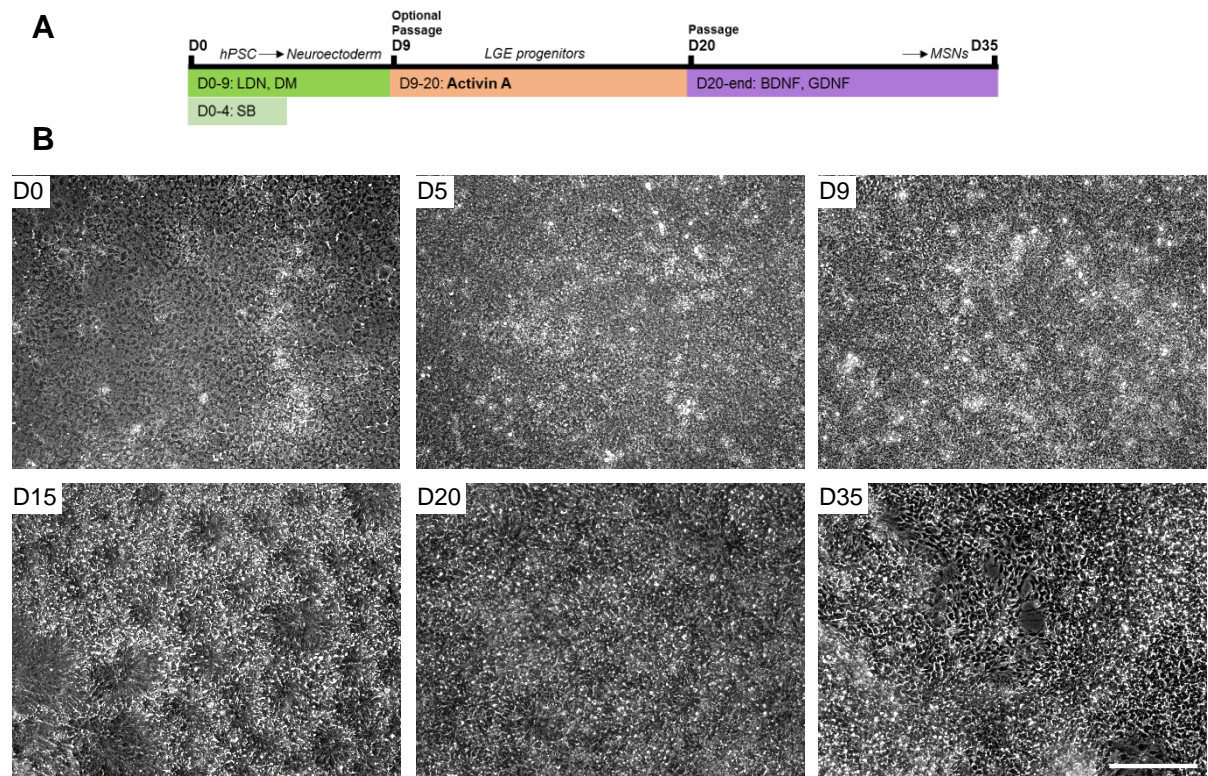 A
Optional
Passage
Passage
D0
hPSC → Neuroectoderm
D9
LGE progenitors
D20
→ MSNs
D35
D0-9: LDN, DM
D9-20: Activin A
D20-end: BDNF, GDNF
D0-4: SB
B
D0
D5
D9
D15
D20
D35